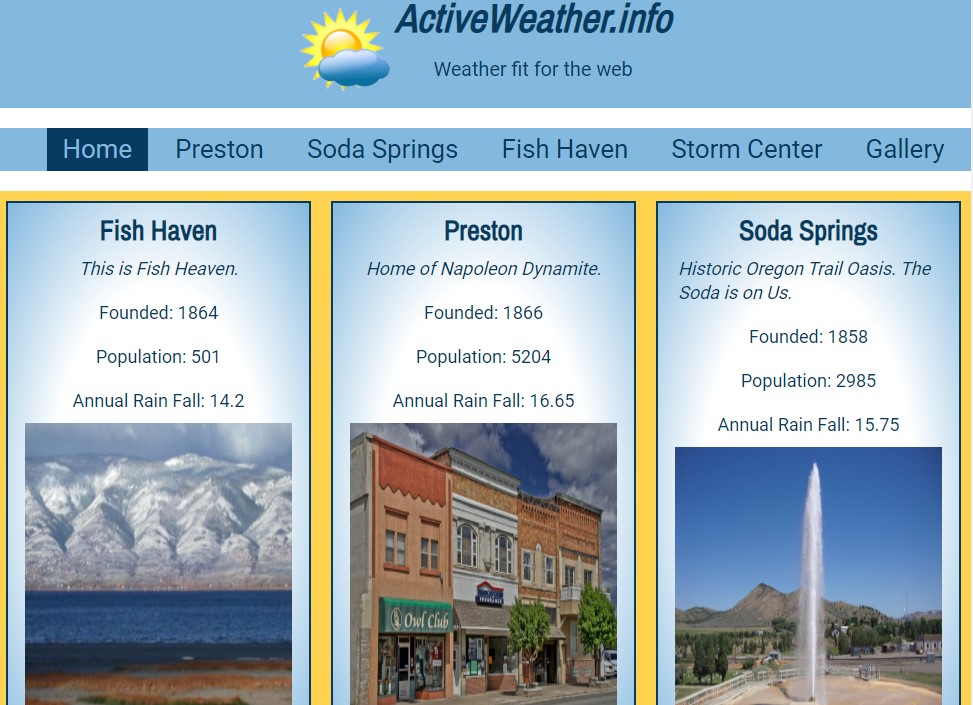 ActiveWeather.info
Weather fit for the web
Home Preston Soda Springs Fish Haven Storm Center Gallery
Fish Haven
This is Fish Heaven.
Founded: 1864
Population: 501
Annual Rain Fall: 14.2
Preston
Home of Napoleon Dynamite.
Founded: 1866
Population: 5204
Annual Rain Fall: 16.65
INSURANCE
Owl Club
Soda Springs
Historic Oregon Trail Oasis. The
Soda is on Us.
Founded: 1858
Population: 2985
Annual Rain Fall: 15.75